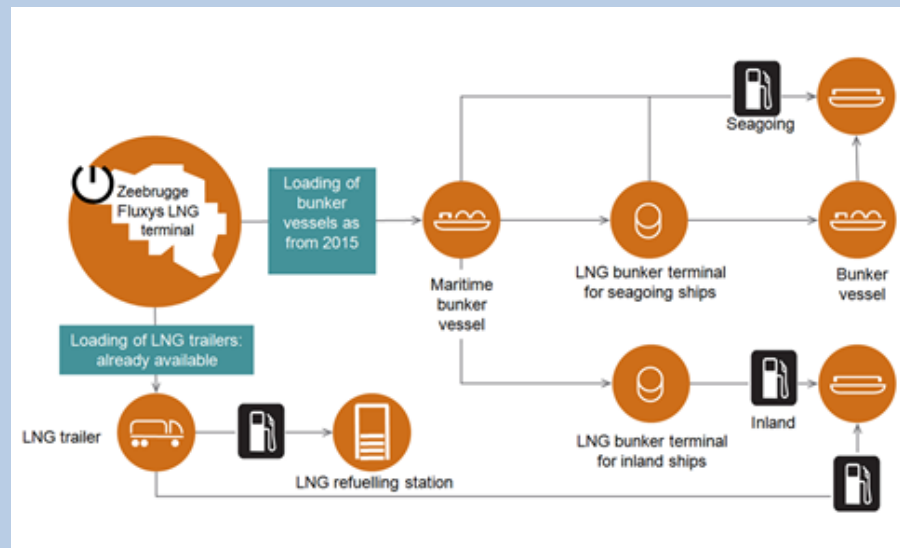 Seagoing
Zeebrugge
Fluxys LNG
terminal
Loading of
bunker
vessels as
from 2015
Maritime
bunker
vessel
LNG bunker terminal
for seagoing ships
Bunker
vessel
Loading of LNG trailers:
already available
LNG trailer
LNG refuelling station
LNG bunker terminal
for inland ships
Inland